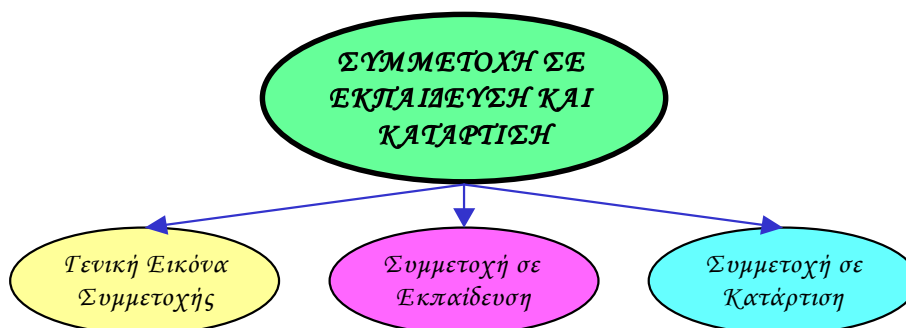 ΣΥΜΜΕΤΟΧΗ ΣΕ
ΕΚΠΑΙΔΕΥΣΗ ΚΑΙ
ΚΑΤΑΡΤΙΣΗ
Γενική Εικόνα
Συμμετοχής
Συμμετοχή σε
Εκπαίδευση
Συμμετοχή σε
Κατάρτιση